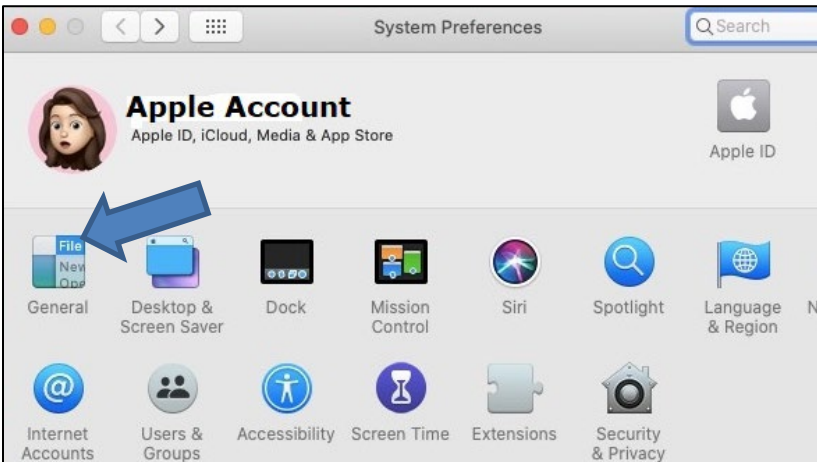 System Preferences
Search
Apple Account
Apple ID, iCloud, Media & App Store
Apple ID
File
New
Ope
General
Desktop &
Screen Saver
Dock
Mission
Control
Siri
Spotlight
Language
& Region
N
Internet
Accounts
Users &
Groups
Accessibility
Screen Time
Extensions
Security
& Privacy